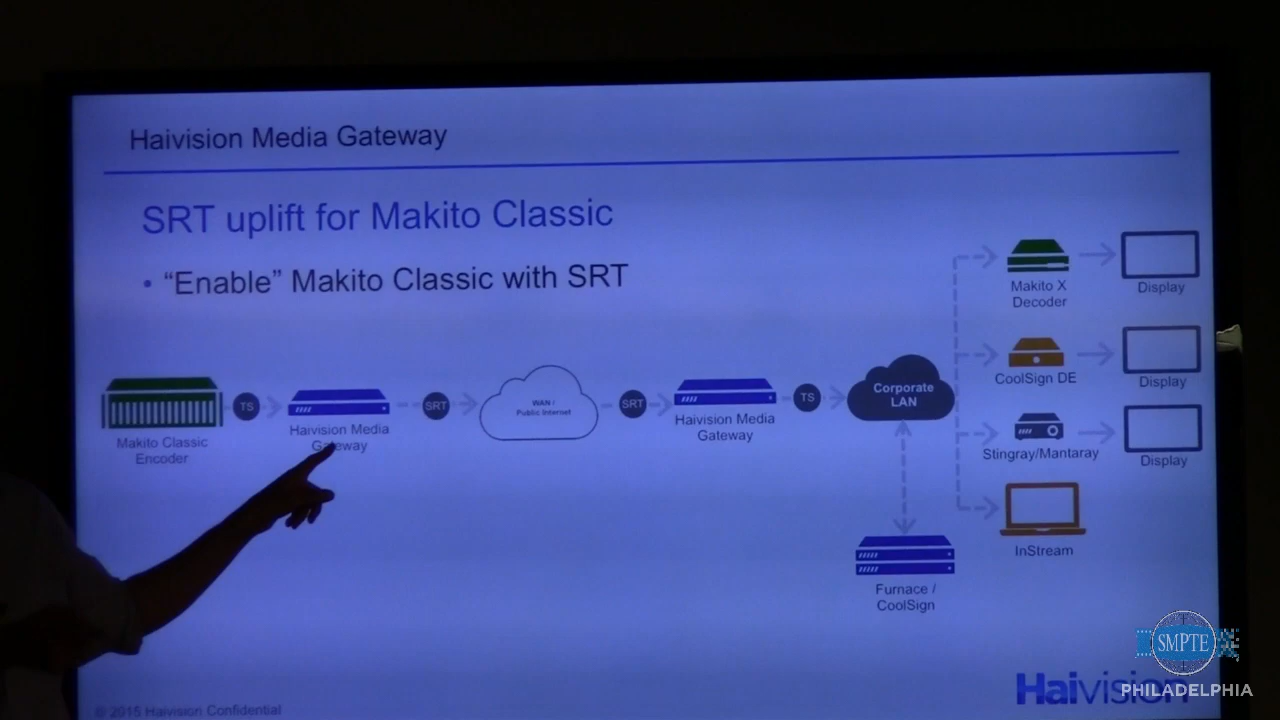 Haivision Media Gateway
SRT uplift for Makito Classic
• “Enable” Makito Classic with SRT
Makito Classic
Encoder
TS
Haivision Media
Gateway
SRT
WAN /
Public Internet
SRT
Haivision Media
Gateway
TS
Corporate
LAN
Furnace /
CoolSign
Makito X
Decoder
Display
CoolSign DE
Display
Stingray/Mantaray
Display
InStream
© 2015 Haivision Confidential
Haivision
SMPTE
PHILADELPHIA